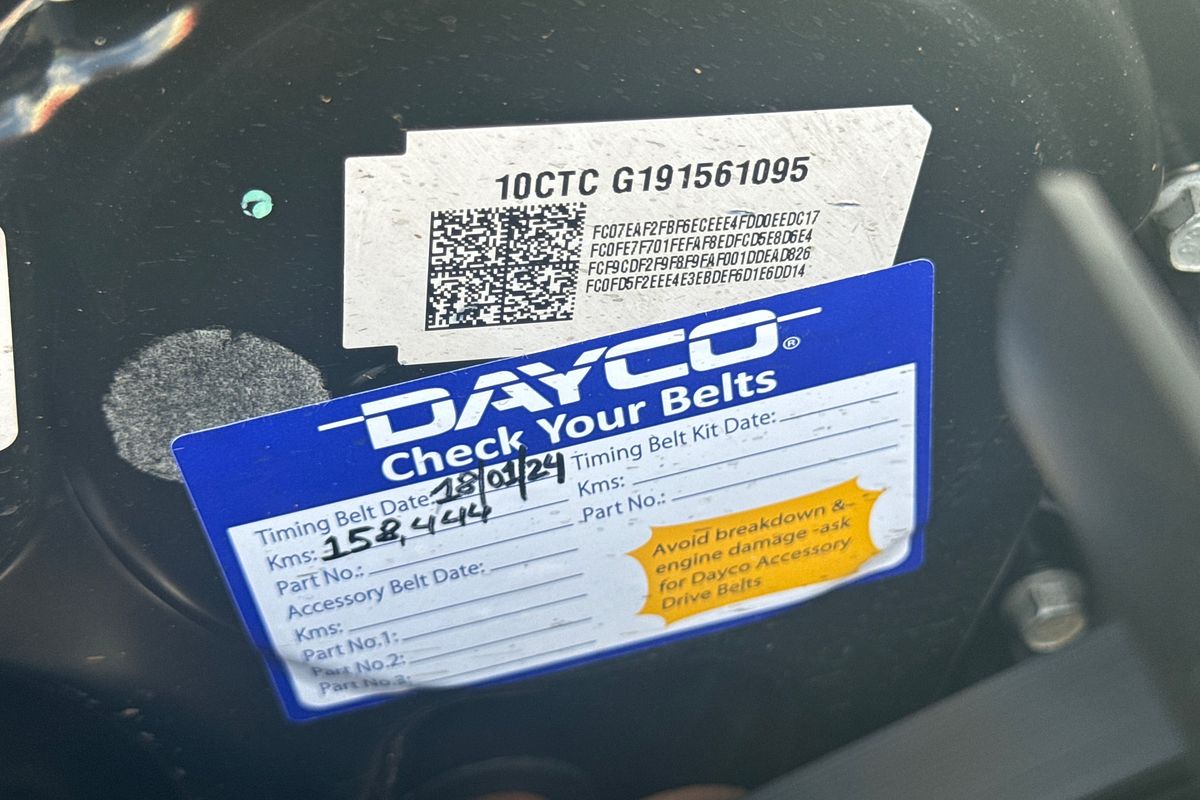 10CTC G191561095
FC07EAF2FBF6ECEEE4FDD0EEDC17
FC0FE7F701FEFAF8EDFCD5E8D6E4
FCF9CDF2F9F8F9EAF001DDEAD826
FC0FD5F2EEE4E3EBDEF6D1E6DD14
DAYCO®
Check Your Belts
Timing Belt Date: 18/01/24
Kms: 158,444
Part No.:
Accessory Belt Date:
Kms:
Part No.1:
Part No.2:
Part No.3:
Timing Belt Kit Date:
Kms:
Part No.:
Avoid breakdown &
engine damage -ask
for Dayco Accessory
Drive Belts